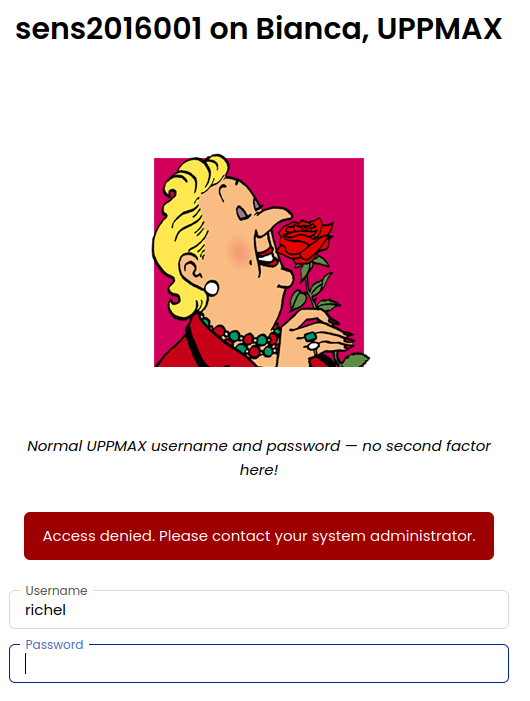 sens2016001 on Bianca, UPPMAX
Normal UPPMAX username and password — no second factor
here!
Access denied. Please contact your system administrator.
Username
richel
Password